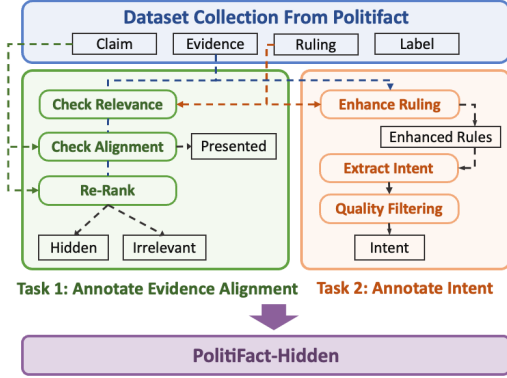 Dataset Collection From Politifact
Claim
Evidence
Ruling
Label
Check Relevance
Check Alignment
Presented
Re-Rank
Hidden
Irrelevant
Enhance Ruling
Enhanced Rules
Extract Intent
Quality Filtering
Intent
Task 1: Annotate Evidence Alignment
Task 2: Annotate Intent
PolitiFact-Hidden